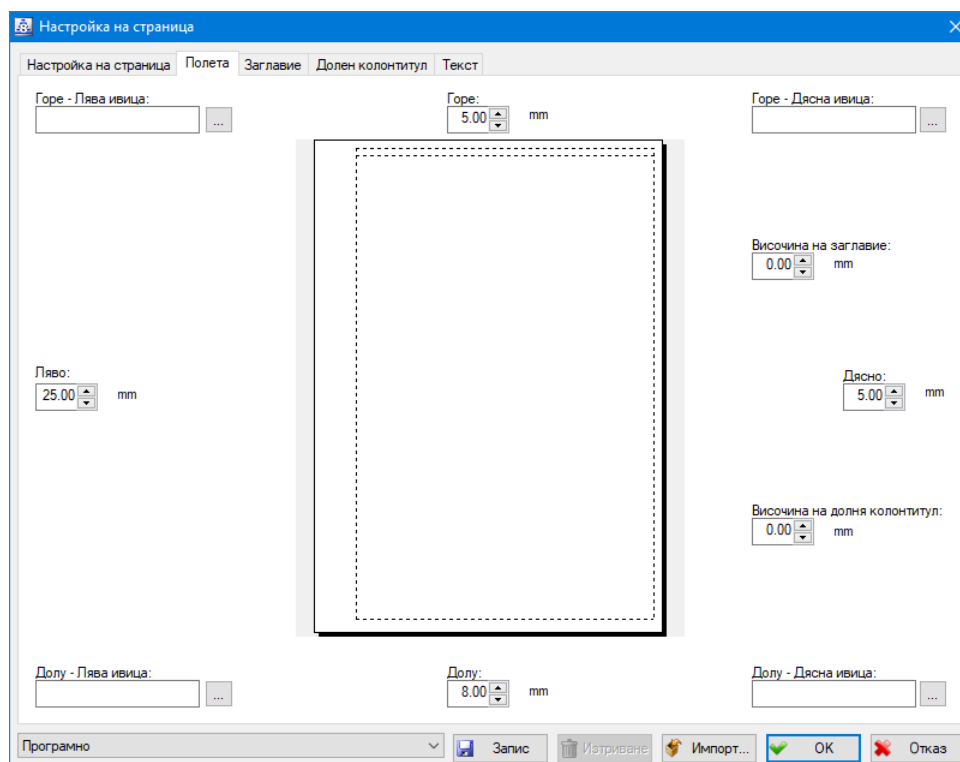 Настройка на страница
Настройка на страница Полета Заглавие Долен колонтитул Текст
Горе - Лява ивица:
...
Горе:
5.00 mm
Горе - Дясна ивица:
...
Височина на заглавие:
0.00 mm
Ляво:
25.00 mm
Дясно:
5.00 mm
Височина на долня колонтитул:
0.00 mm
Долу - Лява ивица:
...
Долу:
8.00 mm
Долу - Дясна ивица:
...
Програмно Запис Изтриване Импорт... OK Отказ